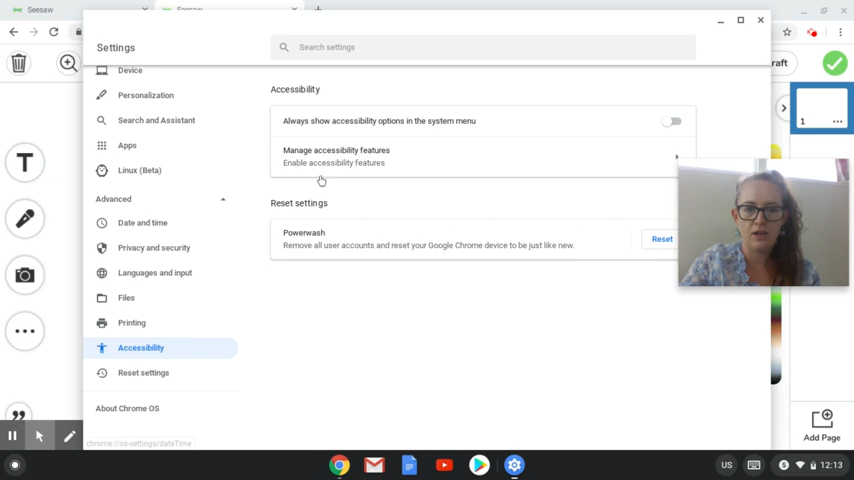 Seesaw
Seesaw
Settings
Search settings
raft
Device
Personalization
Search and Assistant
Apps
Linux (Beta)
Advanced
Date and time
Privacy and security
Languages and input
Files
Printing
Accessibility
Reset settings
About Chrome OS
Accessibility
Always show accessibility options in the system menu
Manage accessibility features
Enable accessibility features
Reset settings
Powerwash
Remove all user accounts and reset your Google Chrome device to be just like new.
Reset
T
1
Add Page
chrome://os-settings/dateTime
US
12:13